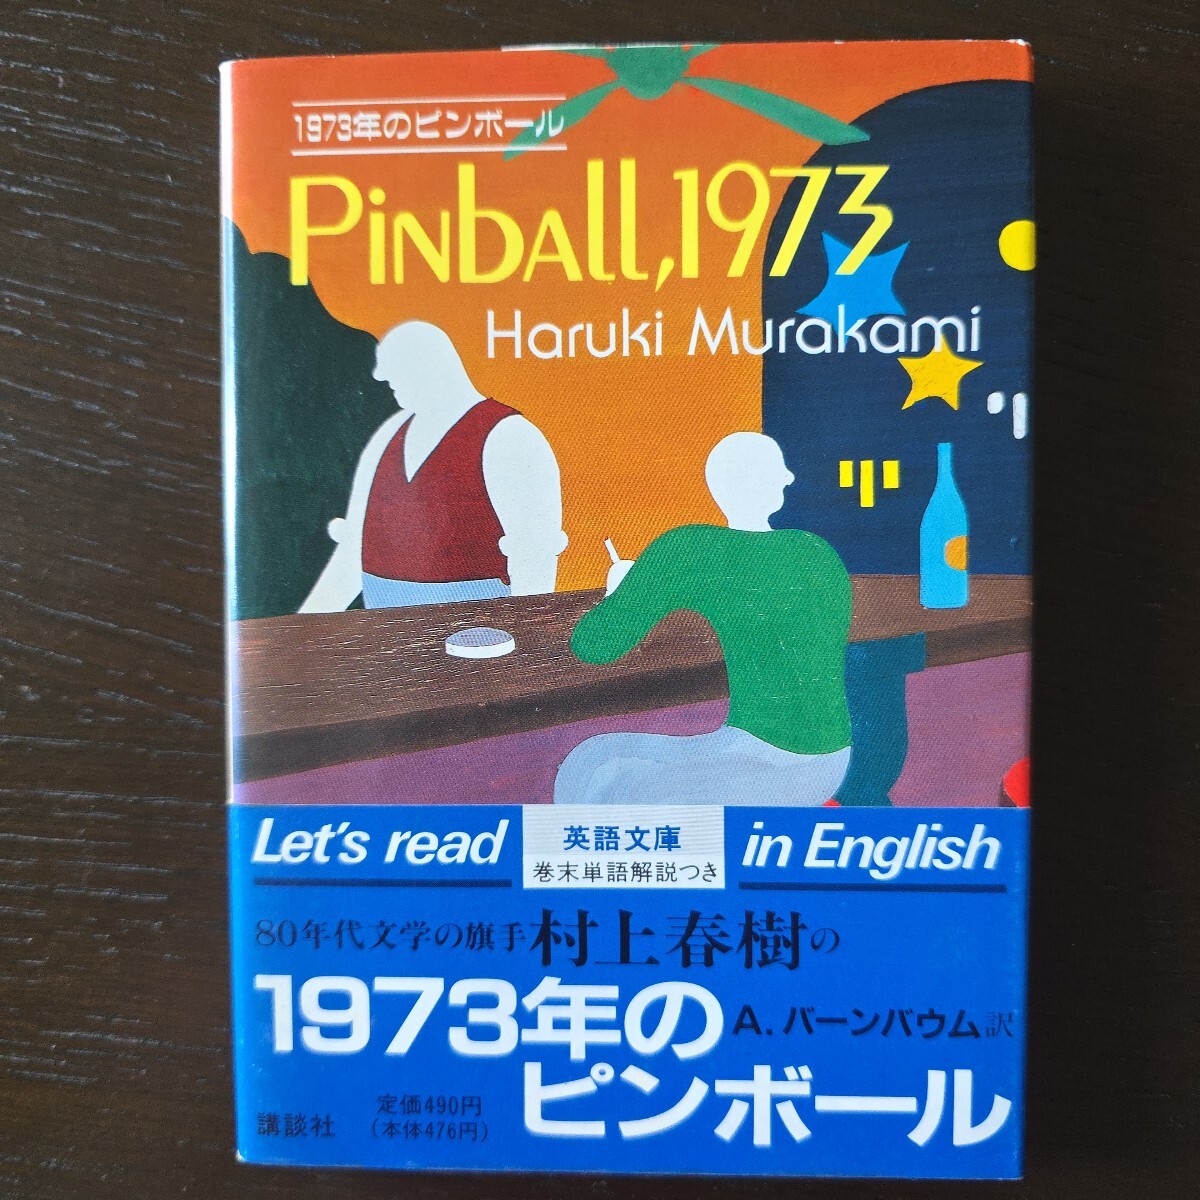 1973年のピンボール
Pinball,1973
Haruki Murakami
Let's read
英語文庫
巻末単語解説つき
in English
80年代文学の旗手村上春樹の
1973年の
A.バーンバウム訳
ピンボール
講談社
定価490円
(本体476円)